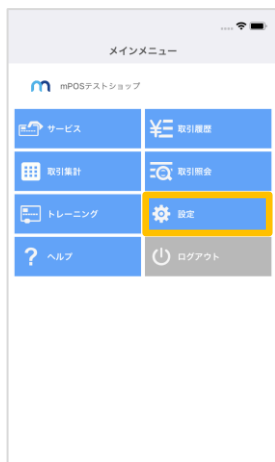 メインメニュー
mPOSテストショップ
サービス
取引履歴
取引集計
取引照会
トレーニング
設定
ヘルプ
ログアウト